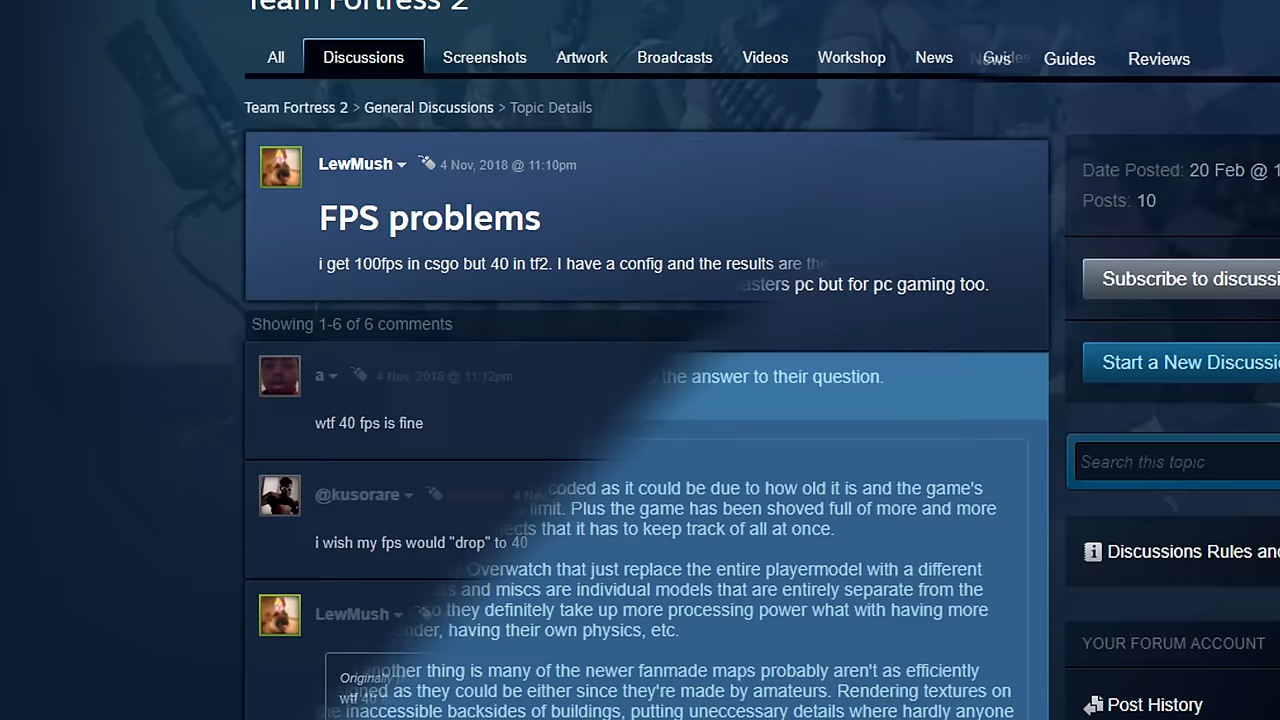 Team Fortress 2
All Discussions Screenshots Artwork Broadcasts Videos Workshop News Guides Reviews
Team Fortress 2 > General Discussions > Topic Details
LewMush 4 Nov, 2018 @ 11:10pm
FPS problems
i get 100fps in csgo but 40 in tf2. I have a config and the results are the
asters pc but for pc gaming too.
Showing 1-6 of 6 comments
a 4 Nov, 2018 @ 11:12pm
wtf 40 fps is fine
@kusorare 4 Nov
i wish my fps would "drop" to 40
LewMush
Originally
wtf 40
the answer to their question.
coded as it could be due to how old it is and the game's
limit. Plus the game has been shoved full of more and more
ects that it has to keep track of all at once.
Overwatch that just replace the entire playermodel with a different
and miscs are individual models that are entirely separate from the
so they definitely take up more processing power what with having more
nder, having their own physics, etc.
another thing is many of the newer fanmade maps probably aren't as efficiently
ned as they could be either since they're made by amateurs. Rendering textures on
inaccessible backsides of buildings, putting uneccessary details where hardly anyone
Date Posted: 20 Feb @ 1
Posts: 10
Subscribe to discussi
Start a New Discussi
Search this topic
Discussions Rules and
YOUR FORUM ACCOUNT
Post History